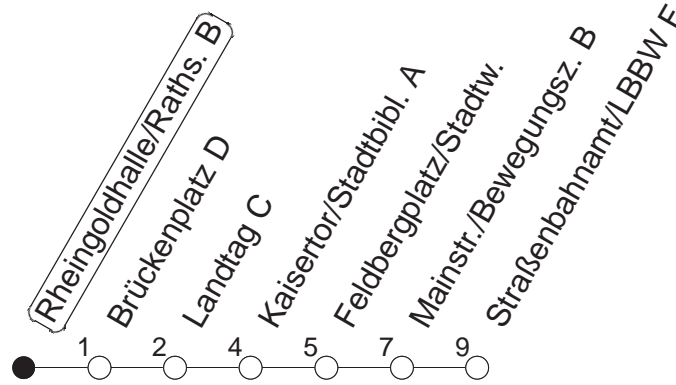 Rheingoldhalle/Raths. B
Brückenplatz D
Landtag C
Kaisertor/Stadtbibl. A
Feldbergplatz/Stadtw.
Mainstr./Bewegungsz. B
Straßenbahnamt/LBBW F
1 2 4 5 7 9